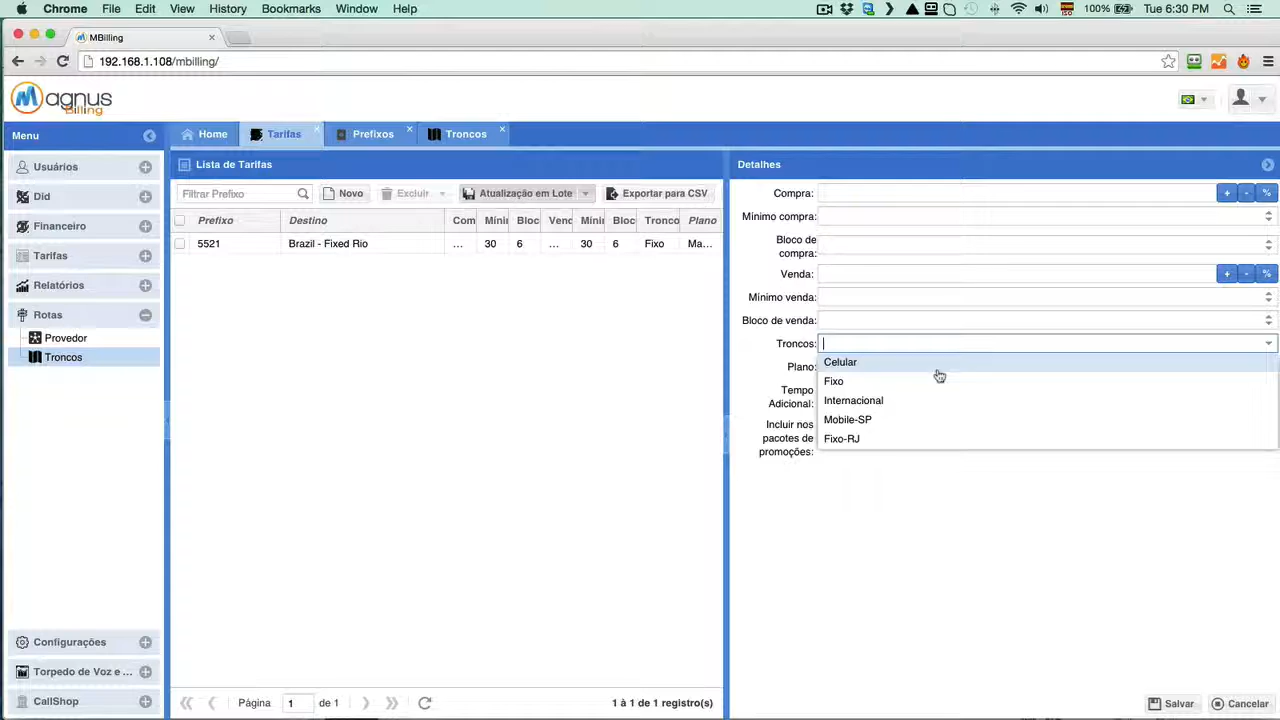 Chrome File Edit View History Bookmarks Window Help 100% Tue 6:30 PM
MBilling
192.168.1.108/mbilling/
Magnus Billing
Menu
Home Tarifas Prefixos Troncos
Lista de Tarifas
Detalhes
Usuários
Did
Financeiro
Tarifas
Relatórios
Rotas
Provedor
Troncos
Configurações
Torpedo de Voz e ...
CallShop
Filtrar Prefixo Novo Excluir Atualização em Lote Exportar para CSV
Prefixo Destino Com Mínir Bloc Venc Mínir Bloc Tronco Plano
5521 Brazil - Fixed Rio ... 30 6 ... 30 6 Fixo Ma...
Página 1 de 1 1 à 1 de 1 registro(s)
Compra: + - %
Mínimo compra:
Bloco de
compra:
Venda: + - %
Mínimo venda:
Bloco de venda:
Troncos:
Celular
Fixo
Internacional
Mobile-SP
Fixo-RJ
Plano:
Tempo
Adicional:
Incluir nos
pacotes de
promoções:
Salvar Cancelar